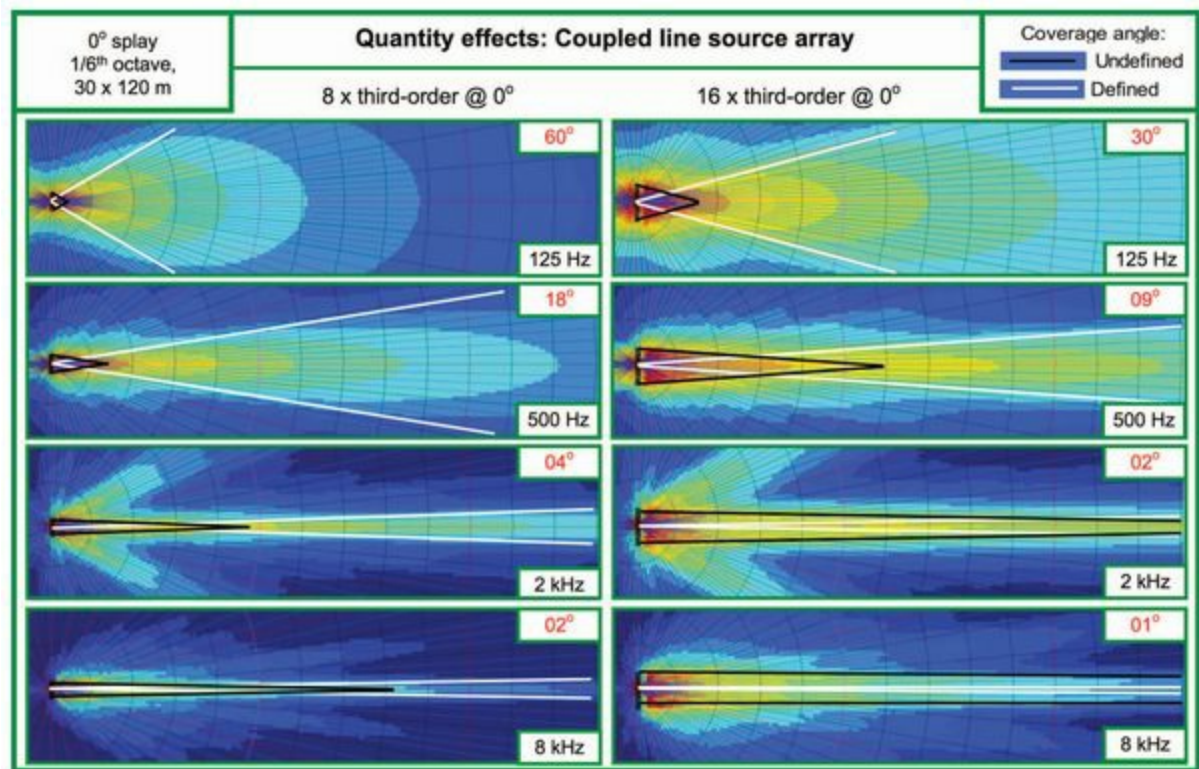 0° splay
1/6th octave,
30 x 120 m
Quantity effects: Coupled line source array
8 x third-order @ 0°
16 x third-order @ 0°
Coverage angle:
Undefined
Defined
60°
125 Hz
30°
125 Hz
18°
500 Hz
09°
500 Hz
04°
2 kHz
02°
2 kHz
02°
8 kHz
01°
8 kHz